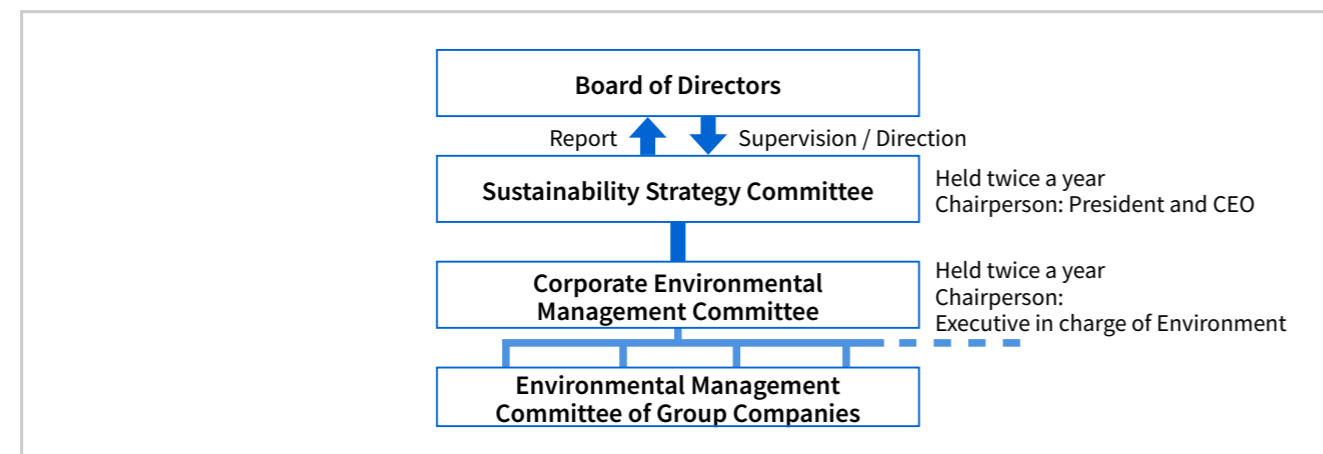 Board of Directors
Report
Supervision / Direction
Sustainability Strategy Committee
Held twice a year
Chairperson: President and CEO
Corporate Environmental
Management Committee
Held twice a year
Chairperson:
Executive in charge of Environment
Environmental Management
Committee of Group Companies